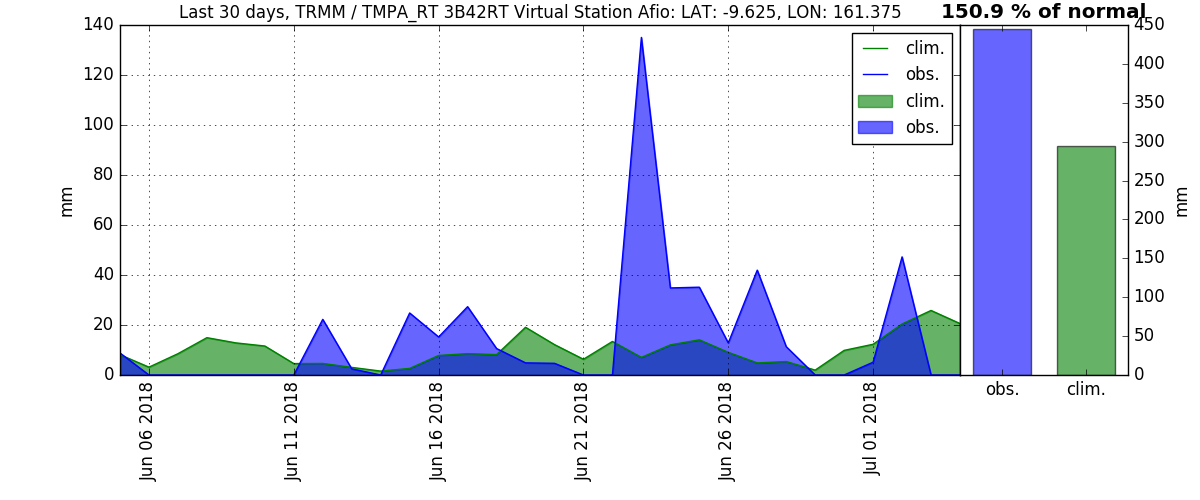 Last 30 days, TRMM / TMPA_RT 3B42RT Virtual Station Afio: LAT: -9.625, LON: 161.375
150.9 % of normal
140
120
100
80
60
40
20
0
mm
clim.
obs.
clim.
obs.
450
400
350
300
250
200
150
100
50
0
mm
Jun 06 2018
Jun 11 2018
Jun 16 2018
Jun 21 2018
Jun 26 2018
Jul 01 2018
obs.
clim.